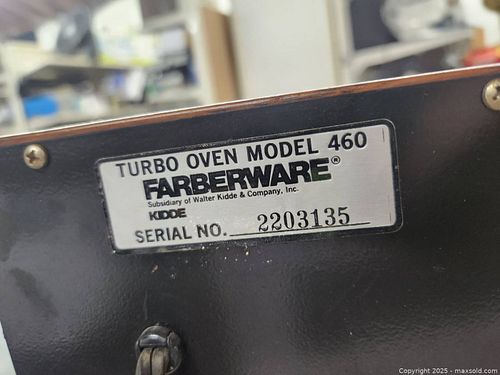 TURBO OVEN MODEL 460
FARBERWARE®
Subsidiary of Walter Kidde & Company, Inc.
KIDDE
SERIAL NO. 2203135
Copyright 2025 - maxsold.com